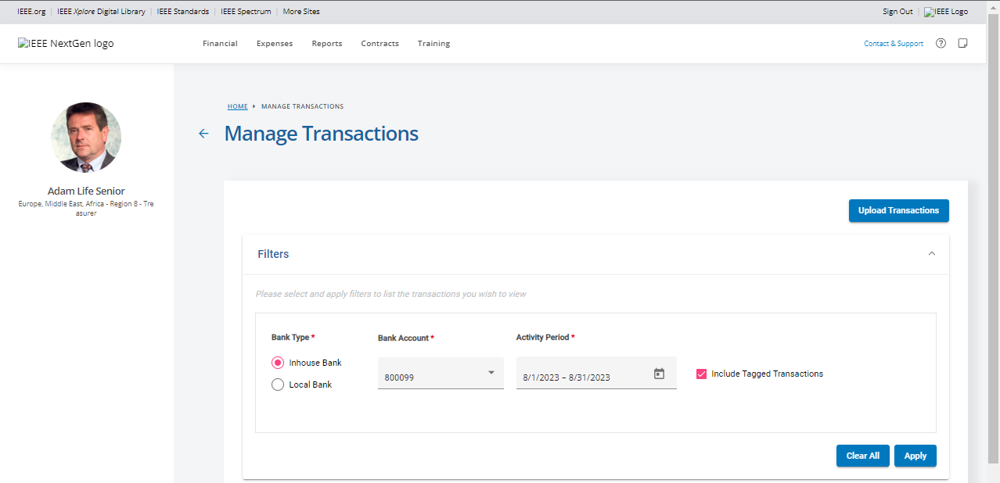 IEEE.org | IEEE Xplore Digital Library | IEEE Standards | IEEE Spectrum | More Sites
Sign Out | IEEE Logo
IEEE NextGen logo
Financial Expenses Reports Contracts Training
Contact & Support
HOME MANAGE TRANSACTIONS
Manage Transactions
Adam Life Senior
Europe, Middle East, Africa - Region 8 - Tre
asurer
Upload Transactions
Filters
Please select and apply filters to list the transactions you wish to view
Bank Type *
Inhouse Bank
Local Bank
Bank Account *
800099
Activity Period *
8/1/2023 – 8/31/2023
Include Tagged Transactions
Clear All
Apply